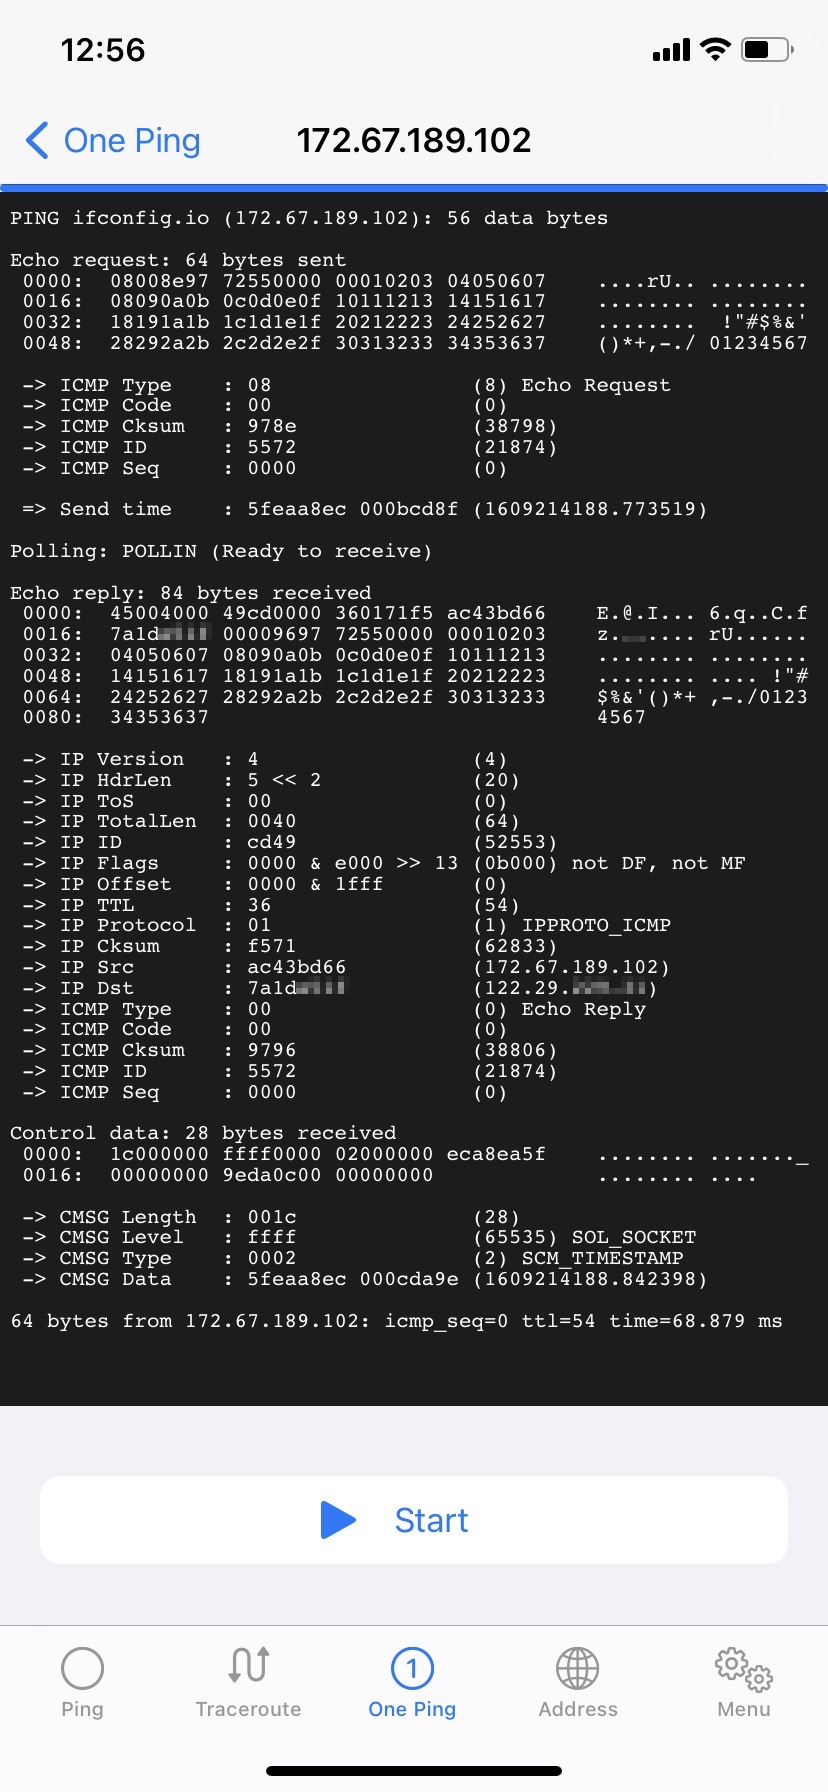 12:56
One Ping
172.67.189.102
PING ifconfig.io (172.67.189.102): 56 data bytes
Echo request: 64 bytes sent
0000: 08008e97 72550000 00010203 04050607 ....rU.. ........
0016: 08090a0b 0c0d0e0f 10111213 14151617 ........ ........
0032: 18191a1b 1c1d1e1f 20212223 24252627 ........ !"#$%&'
0048: 28292a2b 2c2d2e2f 30313233 34353637 ()*+,-./ 01234567
-> ICMP Type : 08 (8) Echo Request
-> ICMP Code : 00 (0)
-> ICMP Cksum : 978e (38798)
-> ICMP ID : 5572 (21874)
-> ICMP Seq : 0000 (0)
=> Send time : 5feaa8ec 000bcd8f (1609214188.773519)
Polling: POLLIN (Ready to receive)
Echo reply: 84 bytes received
0000: 45004000 49cd0000 360171f5 ac43bd66 E.@.I... 6.q..C.f
0016: 7a1d 00009697 72550000 00010203 z. .... rU......
0032: 04050607 08090a0b 0c0d0e0f 10111213 ........ ........
0048: 14151617 18191a1b 1c1d1e1f 20212223 ........ .... !"#
0064: 24252627 28292a2b 2c2d2e2f 30313233 $%&'()*+ ,-./0123
0080: 34353637 4567
-> IP Version : 4 (4)
-> IP HdrLen : 5 << 2 (20)
-> IP ToS : 00 (0)
-> IP TotalLen : 0040 (64)
-> IP ID : cd49 (52553)
-> IP Flags : 0000 & e000 >> 13 (0b000) not DF, not MF
-> IP Offset : 0000 & 1fff (0)
-> IP TTL : 36 (54)
-> IP Protocol : 01 (1) IPPROTO_ICMP
-> IP Cksum : f571 (62833)
-> IP Src : ac43bd66 (172.67.189.102)
-> IP Dst : 7a1d (122.29. )
-> ICMP Type : 00 (0) Echo Reply
-> ICMP Code : 00 (0)
-> ICMP Cksum : 9796 (38806)
-> ICMP ID : 5572 (21874)
-> ICMP Seq : 0000 (0)
Control data: 28 bytes received
0000: 1c000000 ffff0000 02000000 eca8ea5f ........ ......._
0016: 00000000 9eda0c00 00000000 ........ ....
-> CMSG Length : 001c (28)
-> CMSG Level : ffff (65535) SOL_SOCKET
-> CMSG Type : 0002 (2) SCM_TIMESTAMP
-> CMSG Data : 5feaa8ec 000cda9e (1609214188.842398)
64 bytes from 172.67.189.102: icmp_seq=0 ttl=54 time=68.879 ms
Start
1
Ping Traceroute One Ping Address Menu